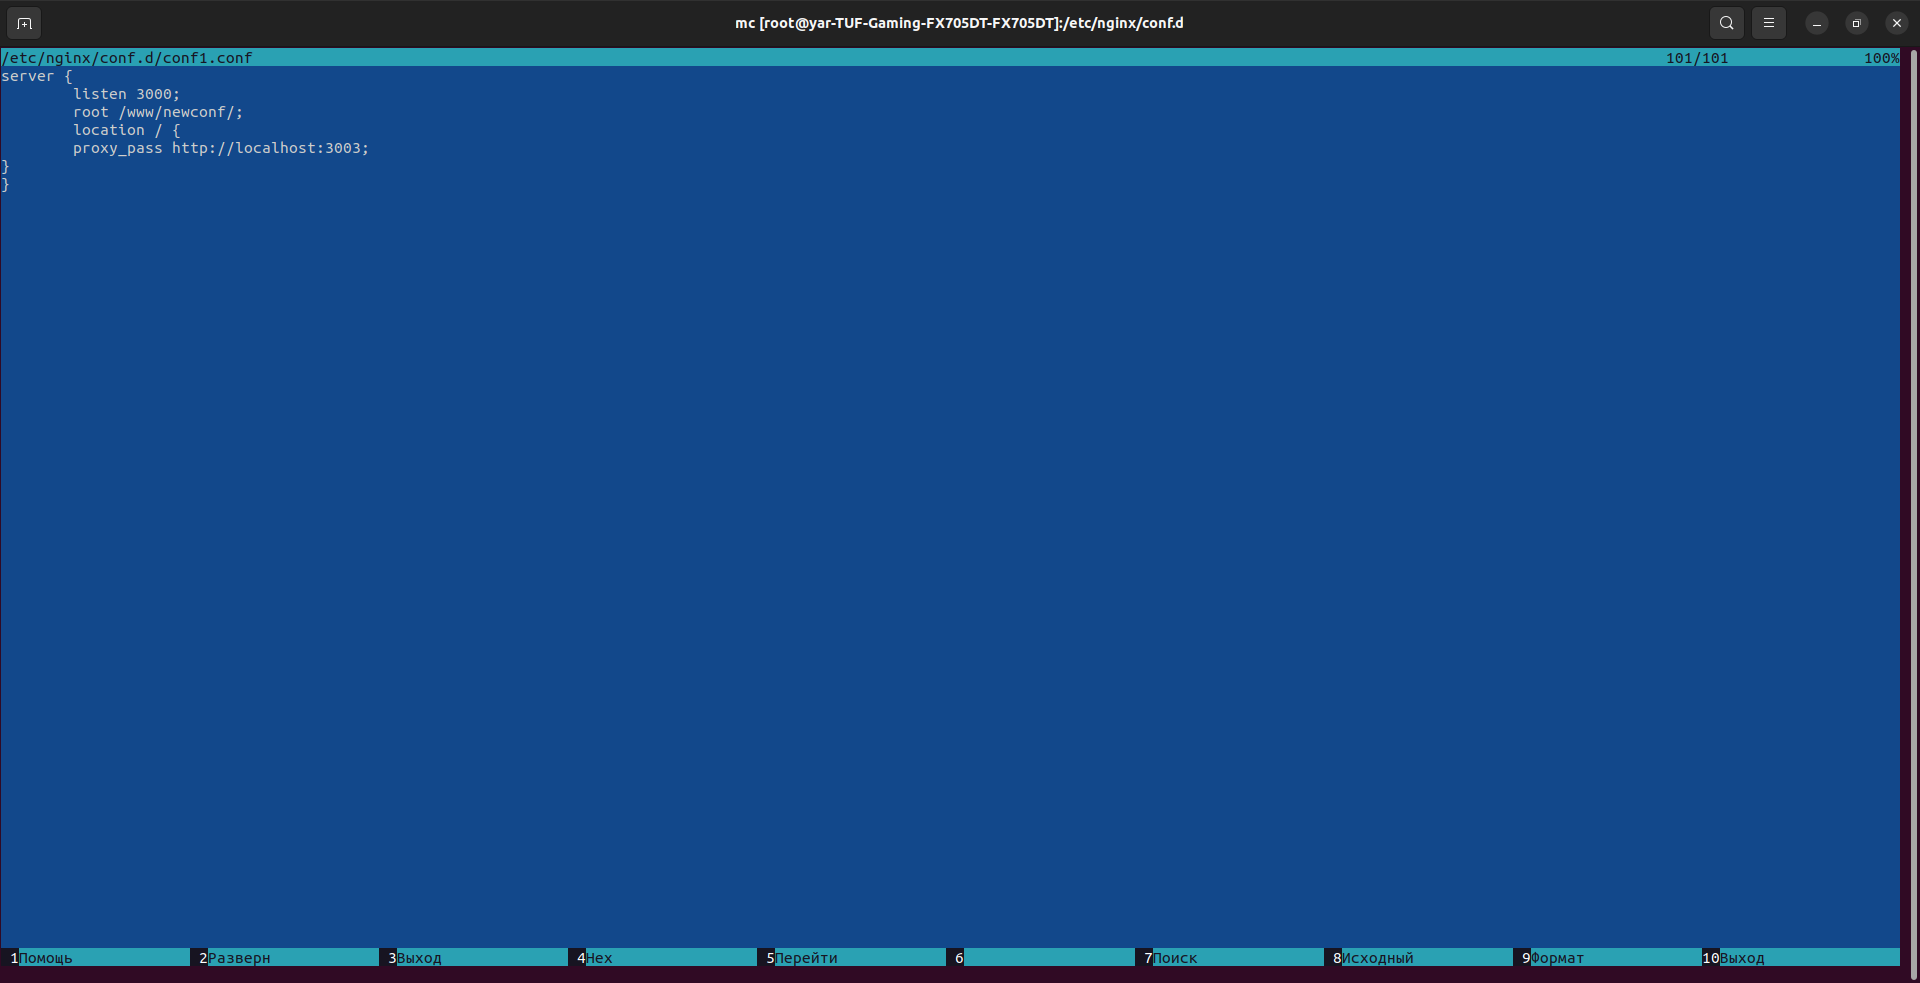 mc [root@yar-TUF-Gaming-FX705DT-FX705DT]:/etc/nginx/conf.d
/etc/nginx/conf.d/conf1.conf 101/101 100%
server {
        listen 3000;
        root /www/newconf/;
        location / {
        proxy_pass http://localhost:3003;
}
}
1Помощь 2Разверн 3Выход 4Hex 5Перейти 6 7Поиск 8Исходный 9Формат 10Выход